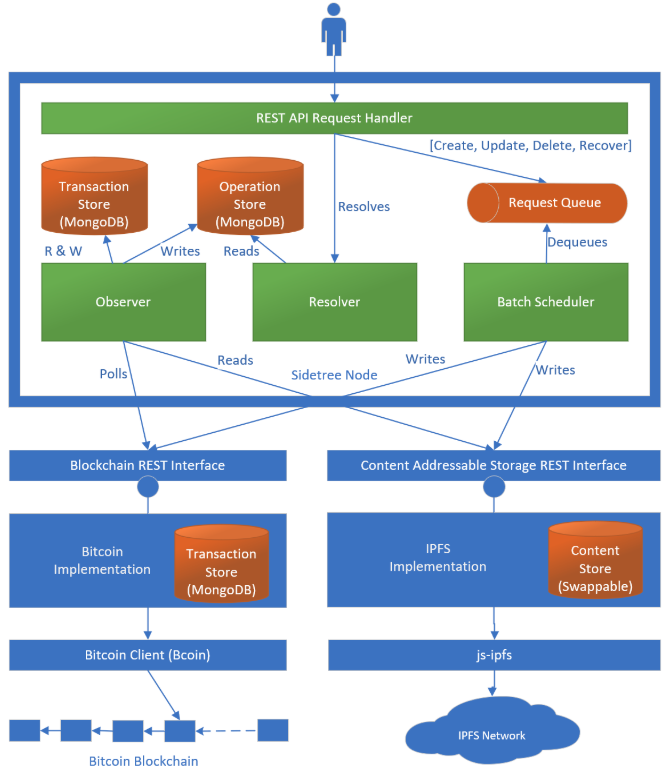 REST API Request Handler
[Create, Update, Delete, Recover]
Transaction
Store
(MongoDB)
Operation
Store
(MongoDB)
Resolves
Request Queue
R & W
Writes
Reads
Dequeues
Observer
Resolver
Batch Scheduler
Polls
Reads
Sidetree Node
Writes
Writes
Blockchain REST Interface
Content Addressable Storage REST Interface
Bitcoin
Implementation
Transaction
Store
(MongoDB)
IPFS
Implementation
Content
Store
(Swappable)
Bitcoin Client (Bcoin)
js-ipfs
Bitcoin Blockchain
IPFS Network